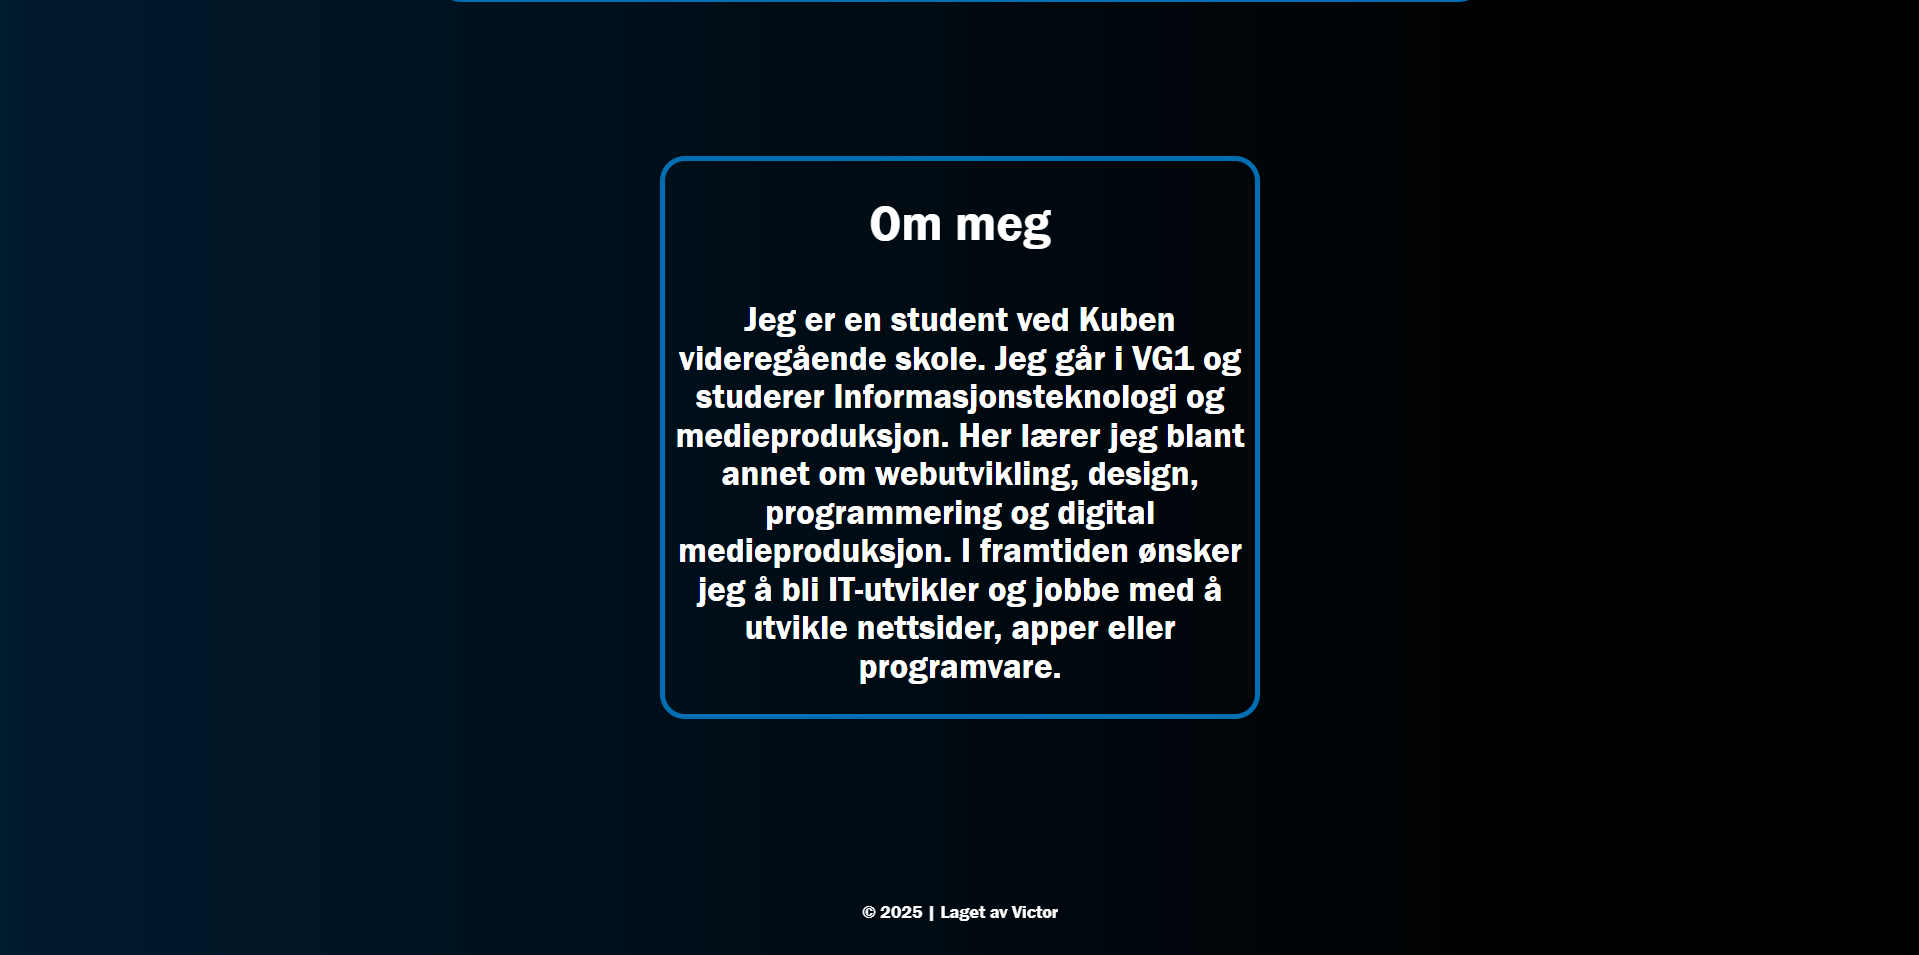 Om meg
Jeg er en student ved Kuben
videregående skole. Jeg går i VG1 og
studerer Informasjonsteknologi og
medieproduksjon. Her lærer jeg blant
annet om webutvikling, design,
programmering og digital
medieproduksjon. I framtiden ønsker
jeg å bli IT-utvikler og jobbe med å
utvikle nettsider, apper eller
programvare.
© 2025 | Laget av Victor